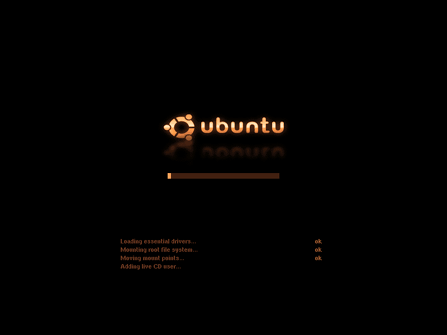 ubuntu
Loading essential drivers... ok
Mounting root file system... ok
Moving mount points... ok
Adding live CD user...